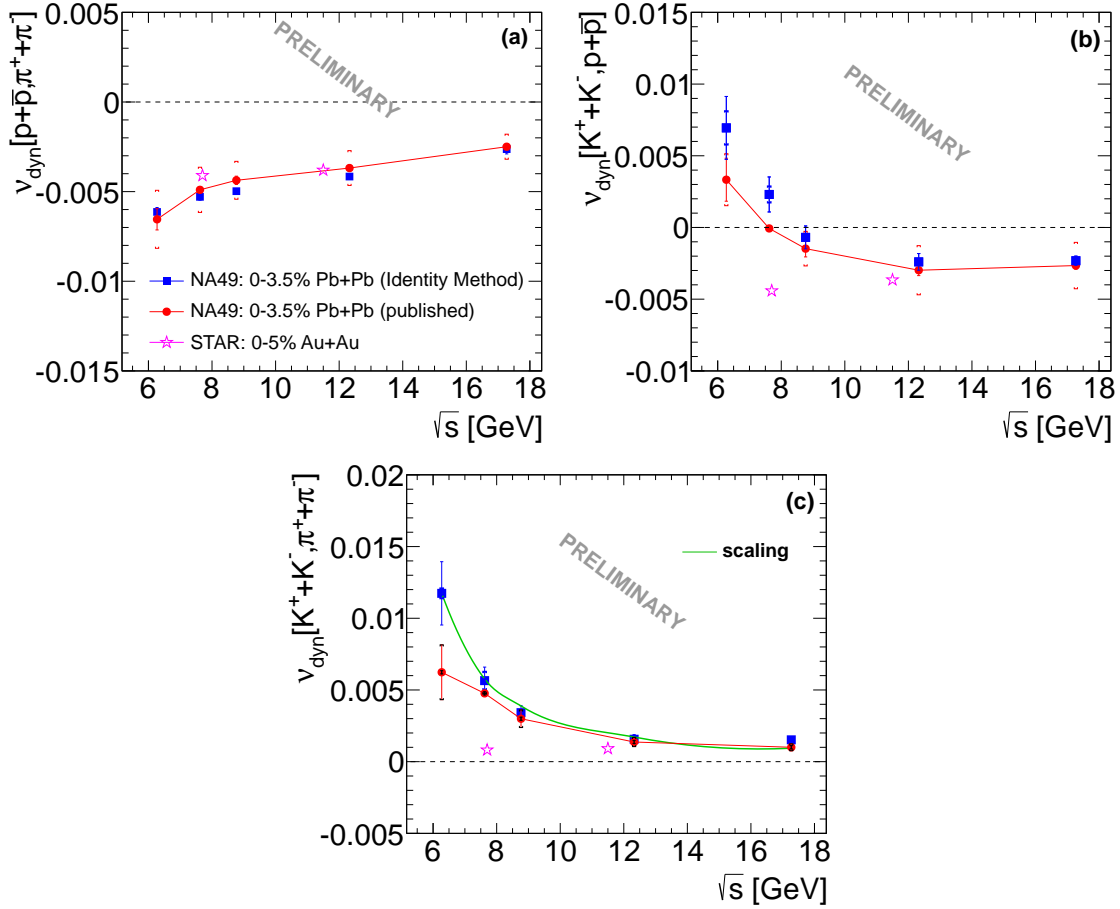 (a)
PRELIMINARY
ν_dyn[p+p̄,π⁺+π⁻]
0
-0.005
-0.01
-0.015
NA49: 0-3.5% Pb+Pb (Identity Method)
NA49: 0-3.5% Pb+Pb (published)
STAR: 0-5% Au+Au
6 8 10 12 14 16 18
√s [GeV]
(b)
PRELIMINARY
ν_dyn[K⁺+K⁻,p+p̄]
0.015
0.01
0.005
0
-0.005
-0.01
6 8 10 12 14 16 18
√s [GeV]
(c)
PRELIMINARY
scaling
ν_dyn[K⁺+K⁻,π⁺+π⁻]
0.02
0.015
0.01
0.005
0
-0.005
6 8 10 12 14 16 18
√s [GeV]